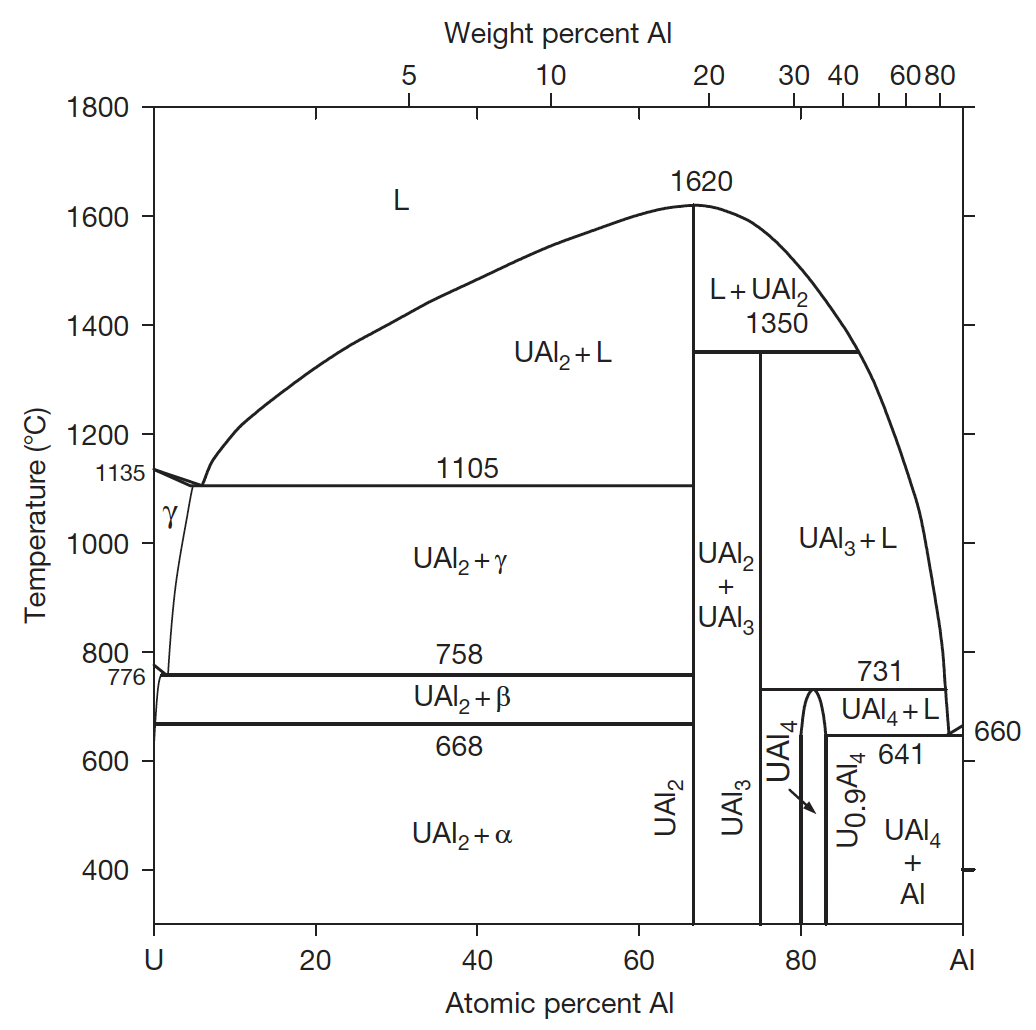 Weight percent Al
5 10 20 30 40 60 80
1800
1620
L
1600
L + UAl₂
1400
1350
UAl₂ + L
1200
1135
1105
γ
1000
UAl₂ + γ
UAl₂
+
UAl₃
UAl₃ + L
800
776
758
731
UAl₂ + β
UAl₄ + L
668
660
641
600
UAl₂
UAl₃
UAl₄
U₀.₉Al₄
UAl₂ + α
UAl₄
+
Al
400
Temperature (°C)
U 20 40 60 80 Al
Atomic percent Al